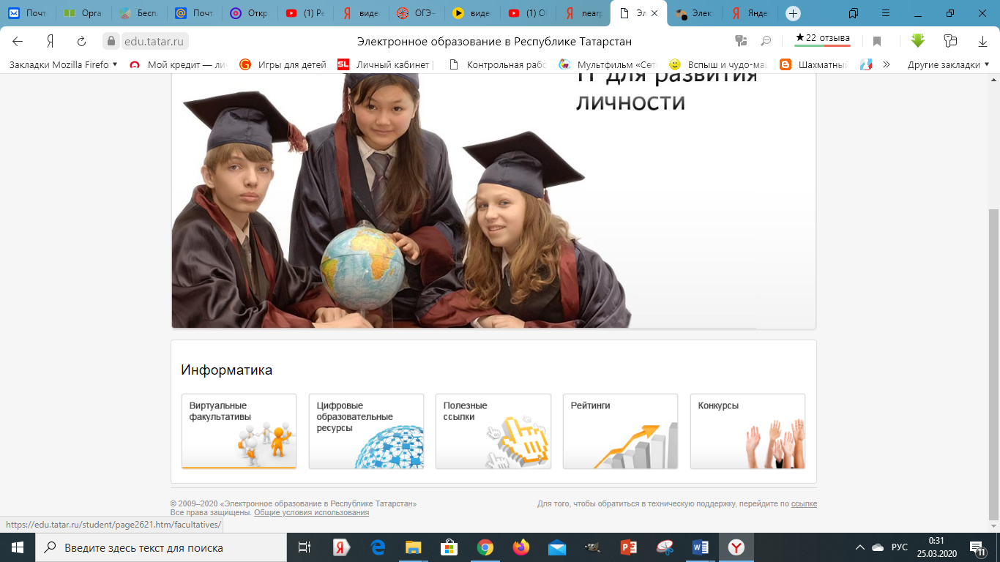 Почт
Орга
Бесп
Почт
Откр
(1) Ре
виде
ОГЭ-
виде
(1) О
nearp
Эл
Элект
Янде
edu.tatar.ru
Электронное образование в Республике Татарстан
★22 отзыва
Закладки Mozilla Firefo
Мой кредит — ли
Игры для детей
Личный кабинет |
Контрольная рабо
Мультфильм «Сет
Вспыш и чудо-ма
Шахматный
Другие закладки
IT для развития
личности
Информатика
Виртуальные
факультативы
Цифровые
образовательные
ресурсы
Полезные
ссылки
Рейтинги
Конкурсы
© 2009–2020 «Электронное образование в Республике Татарстан»
Все права защищены. Общие условия использования
Для того, чтобы обратиться в техническую поддержку, перейдите по ссылке
https://edu.tatar.ru/student/page2621.htm/facultatives/
Введите здесь текст для поиска
РУС
0:31
25.03.2020
11